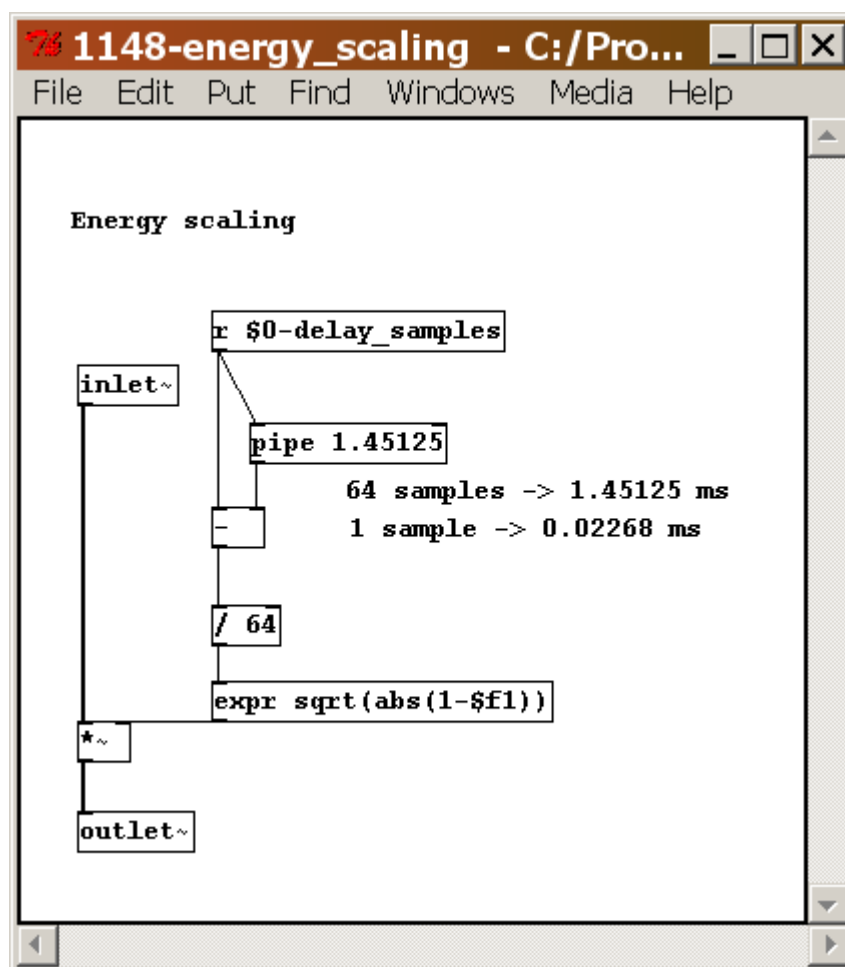 1148-energy_scaling - C:/Pro...
File Edit Put Find Windows Media Help
Energy scaling
r $0-delay_samples
inlet~
pipe 1.45125
64 samples -> 1.45125 ms
-
1 sample -> 0.02268 ms
/ 64
expr sqrt(abs(1-$f1))
*~
outlet~